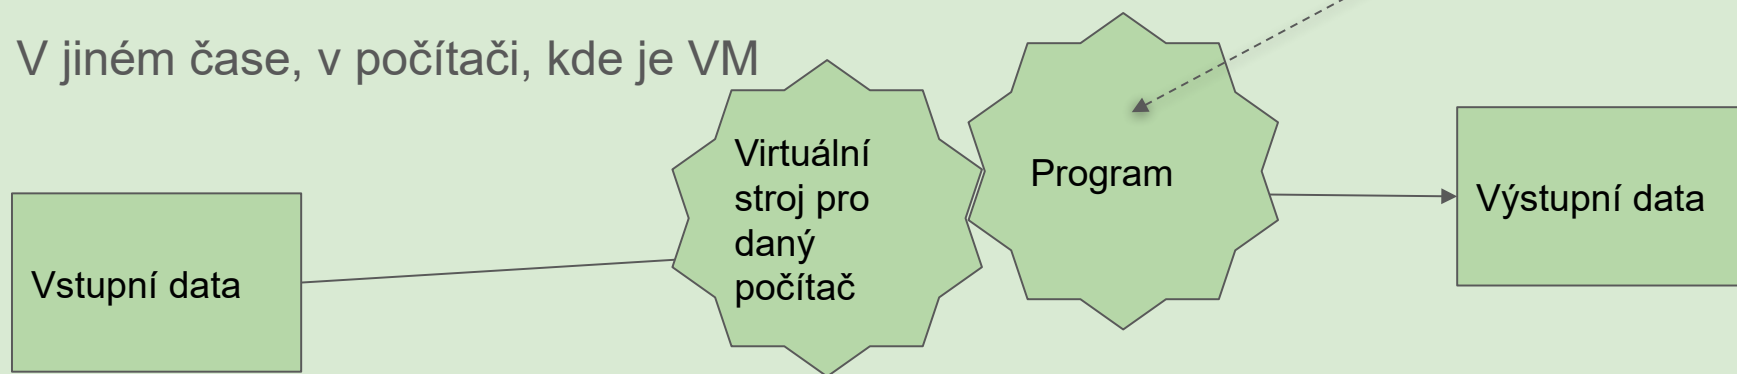 V jiném čase, v počítači, kde je VM
Vstupní data
Virtuální
stroj pro
daný
počítač
Program
Výstupní data